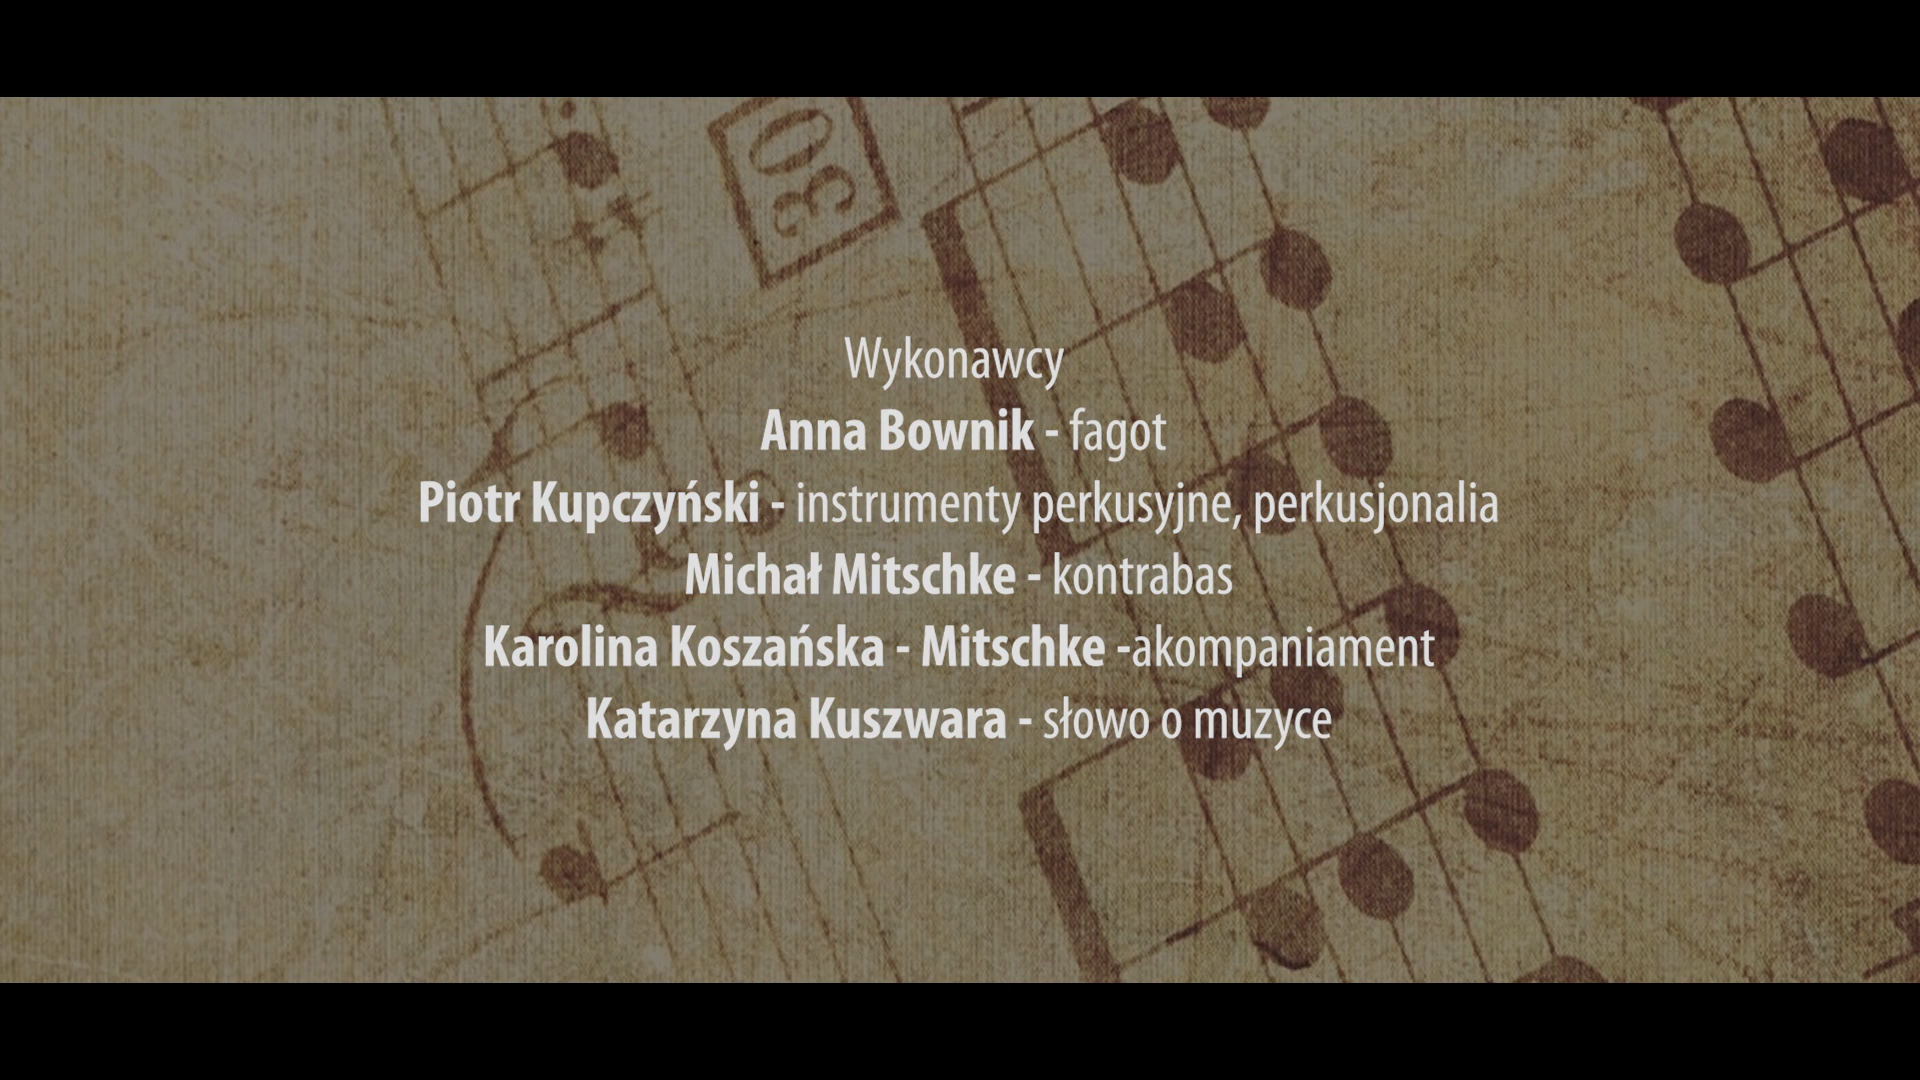 30
Wykonawcy
Anna Bownik - fagot
Piotr Kupczyński - instrumenty perkusyjne, perkusjonalia
Michał Mitschke - kontrabas
Karolina Koszańska - Mitschke -akompaniament
Katarzyna Kuszwara - słowo o muzyce